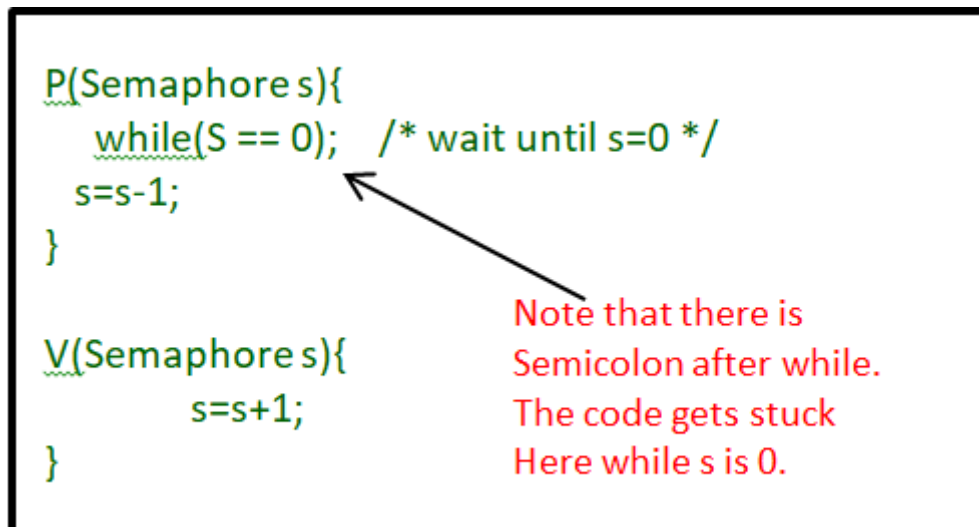 P(Semaphore s){
while(S == 0); /* wait until s=0 */
s=s-1;
}
V(Semaphore s){
s=s+1;
}
Note that there is
Semicolon after while.
The code gets stuck
Here while s is 0.